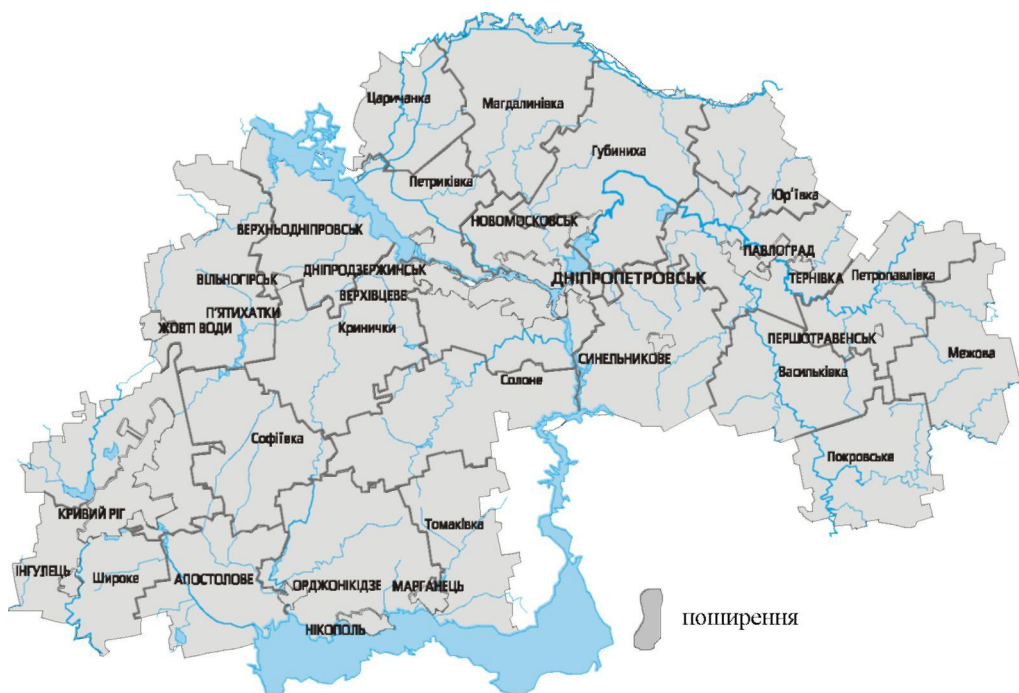 Царичанка
Магдалинівка
Губиниха
Петриківка
Юр'ївка
НОВОМОСКОВСЬК
ВЕРХНЬОДНІПРОВСЬК
ПАВЛОГРАД
ДНІПРОДЗЕРЖИНСЬК
ДНІПРОПЕТРОВСЬК
ТЕРНІВКА
Петропавлівка
ВІЛЬНОГІРСЬК
ВЕРХІВЦЕВЕ
П'ЯТИХАТКИ
ЖОВТІ ВОДИ
Кринички
ПЕРШОТРАВЕНСЬК
Межова
СИНЕЛЬНИКОВЕ
Васильківка
Солоне
Софіївка
Покровське
КРИВИЙ РІГ
Томаківка
ІНГУЛЕЦЬ
Широке
АПОСТОЛОВЕ
ОРДЖОНІКІДЗЕ
МАРГАНЕЦЬ
поширення
НІКОПОЛЬ